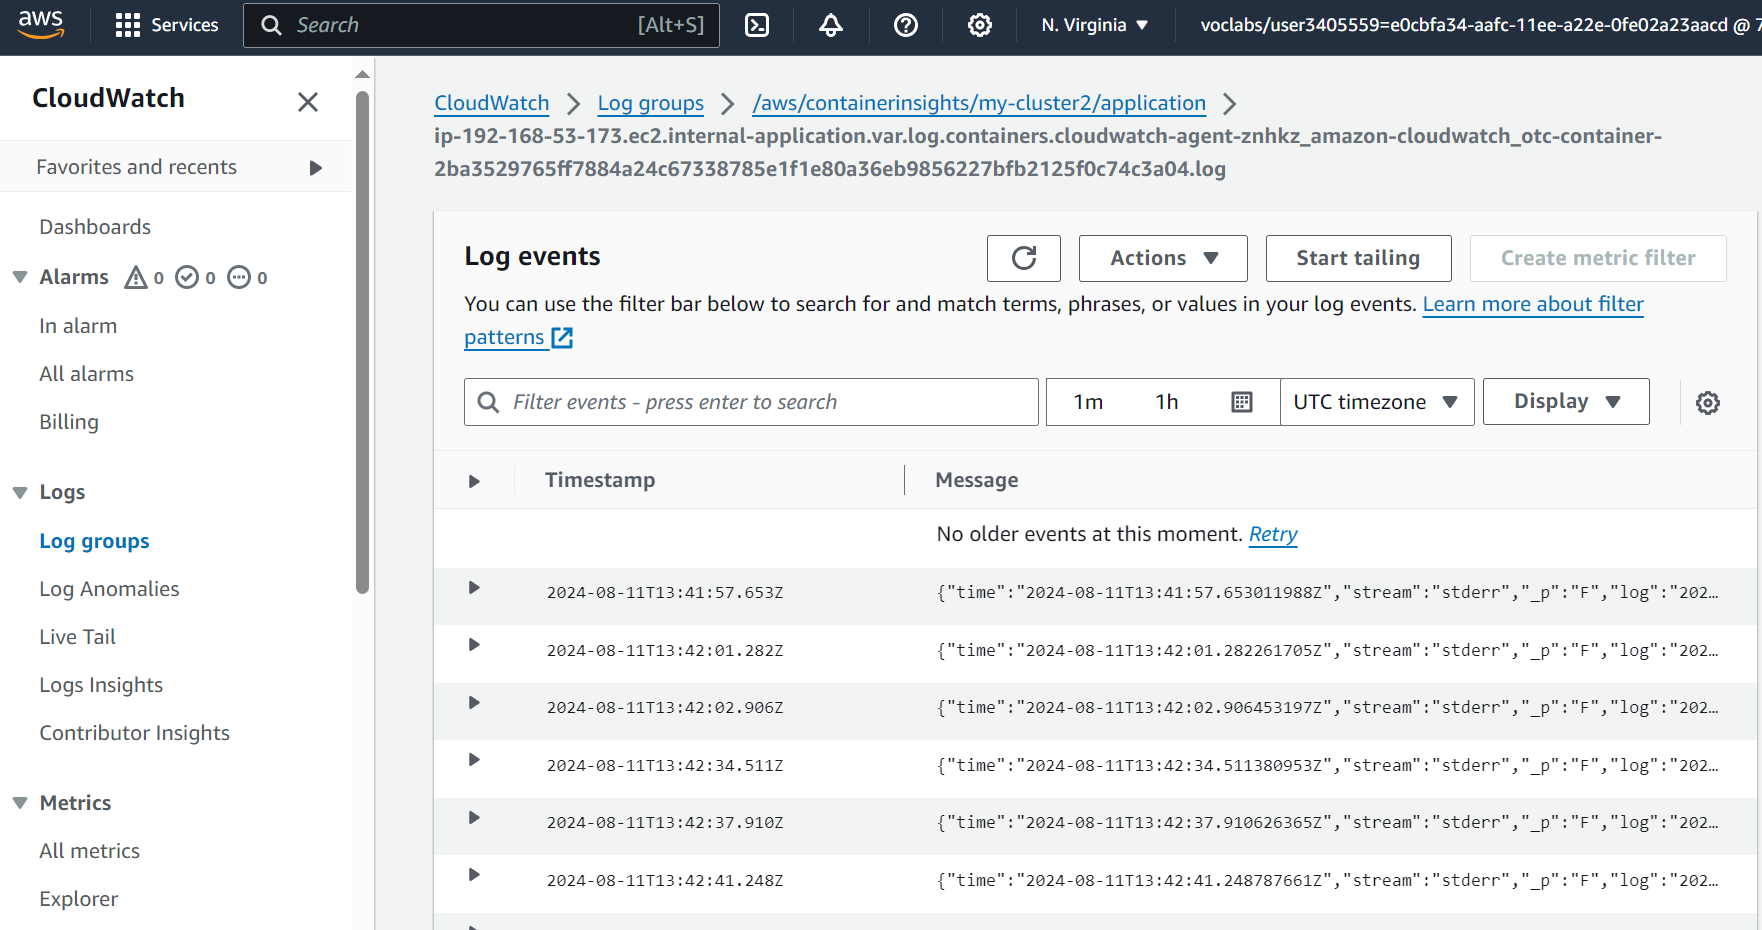 aws
Services
Search
[Alt+S]
N. Virginia
voclabs/user3405559=e0cbfa34-aafc-11ee-a22e-0fe02a23aacd @ 7
CloudWatch
Favorites and recents
Dashboards
Alarms 0 0 0
In alarm
All alarms
Billing
Logs
Log groups
Log Anomalies
Live Tail
Logs Insights
Contributor Insights
Metrics
All metrics
Explorer
CloudWatch
Log groups
/aws/containerinsights/my-cluster2/application
ip-192-168-53-173.ec2.internal-application.var.log.containers.cloudwatch-agent-znhkz_amazon-cloudwatch_otc-container-
2ba3529765ff7884a24c67338785e1f1e80a36eb9856227bfb2125f0c74c3a04.log
Log events
Actions
Start tailing
Create metric filter
You can use the filter bar below to search for and match terms, phrases, or values in your log events. Learn more about filter
patterns
Filter events - press enter to search
1m
1h
UTC timezone
Display
Timestamp
Message
No older events at this moment. Retry
2024-08-11T13:41:57.653Z {"time":"2024-08-11T13:41:57.653011988Z","stream":"stderr","_p":"F","log":"202…
2024-08-11T13:42:01.282Z {"time":"2024-08-11T13:42:01.282261705Z","stream":"stderr","_p":"F","log":"202…
2024-08-11T13:42:02.906Z {"time":"2024-08-11T13:42:02.906453197Z","stream":"stderr","_p":"F","log":"202…
2024-08-11T13:42:34.511Z {"time":"2024-08-11T13:42:34.511380953Z","stream":"stderr","_p":"F","log":"202…
2024-08-11T13:42:37.910Z {"time":"2024-08-11T13:42:37.910626365Z","stream":"stderr","_p":"F","log":"202…
2024-08-11T13:42:41.248Z {"time":"2024-08-11T13:42:41.248787661Z","stream":"stderr","_p":"F","log":"202…